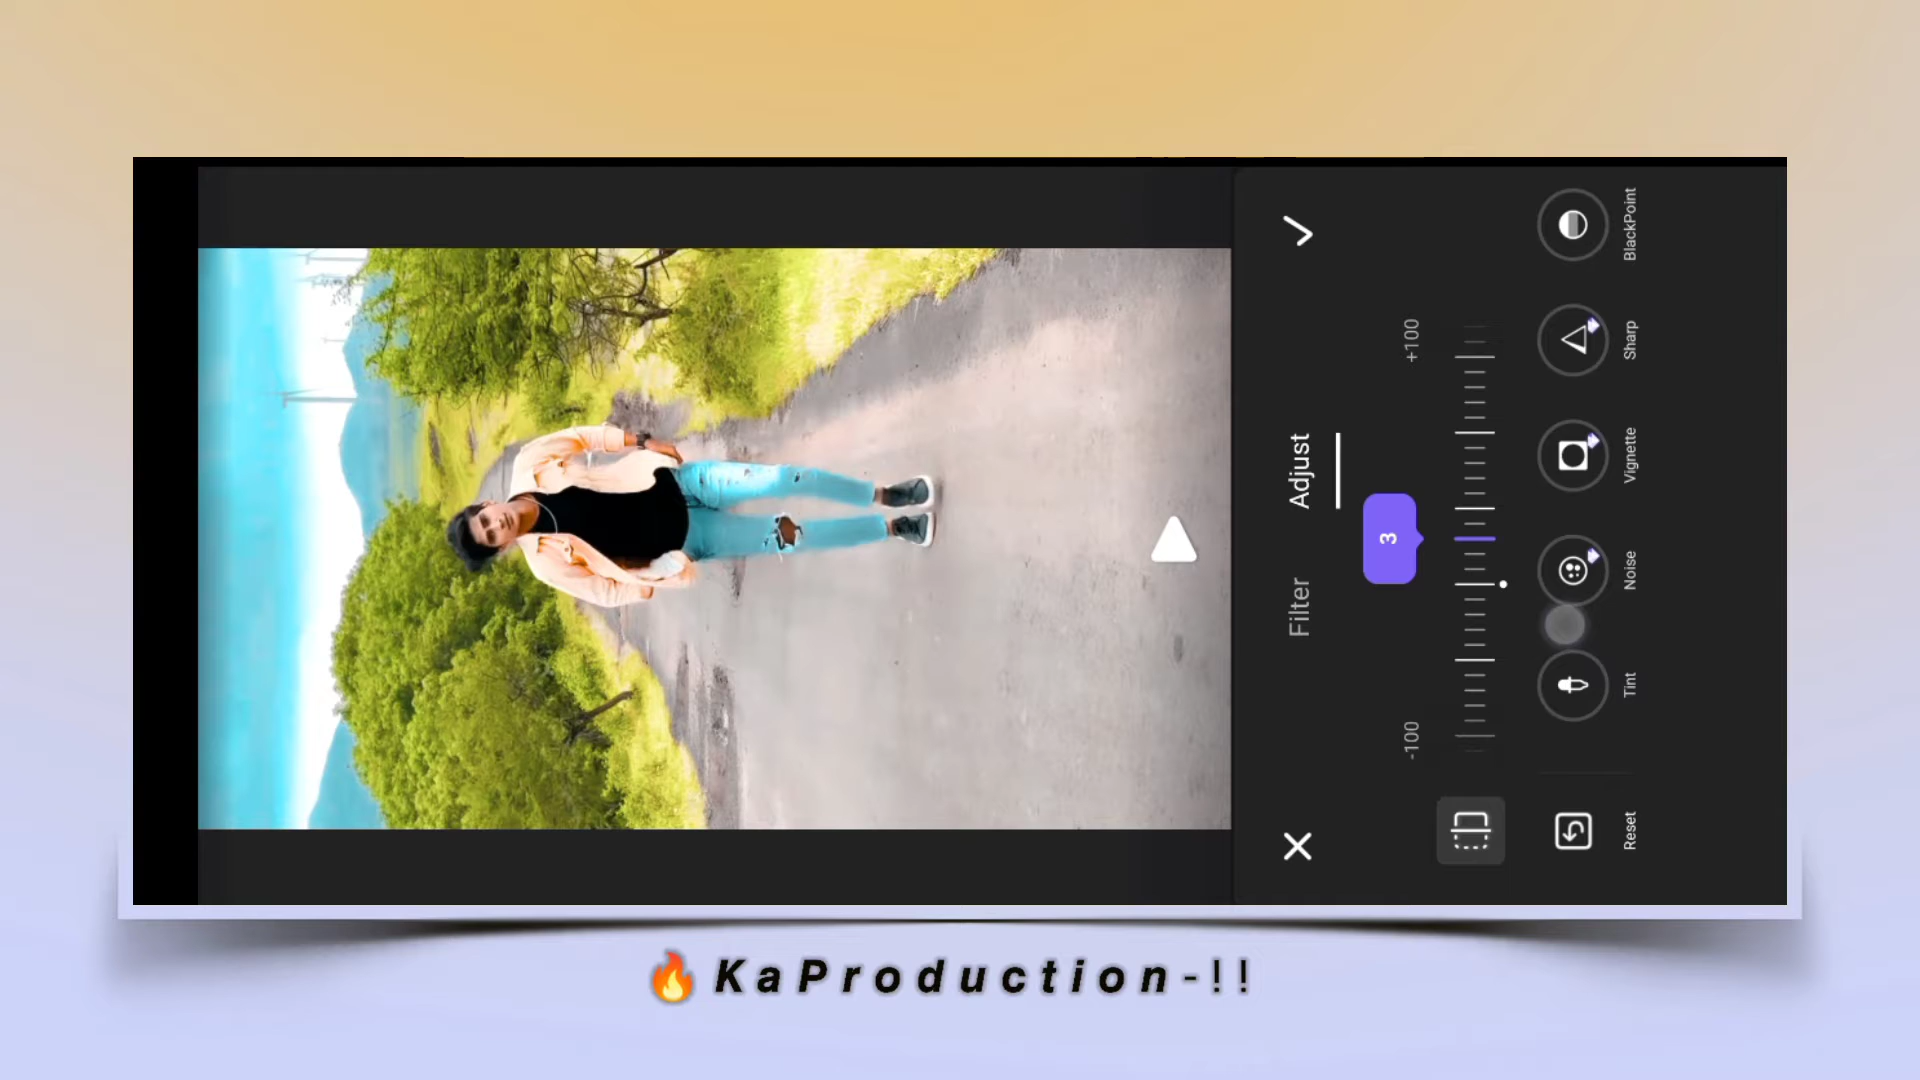 Filter Adjust
3
-100 +100
Reset Tint Noise Vignette Sharp BlackPoint
🔥 KaProduction-!!